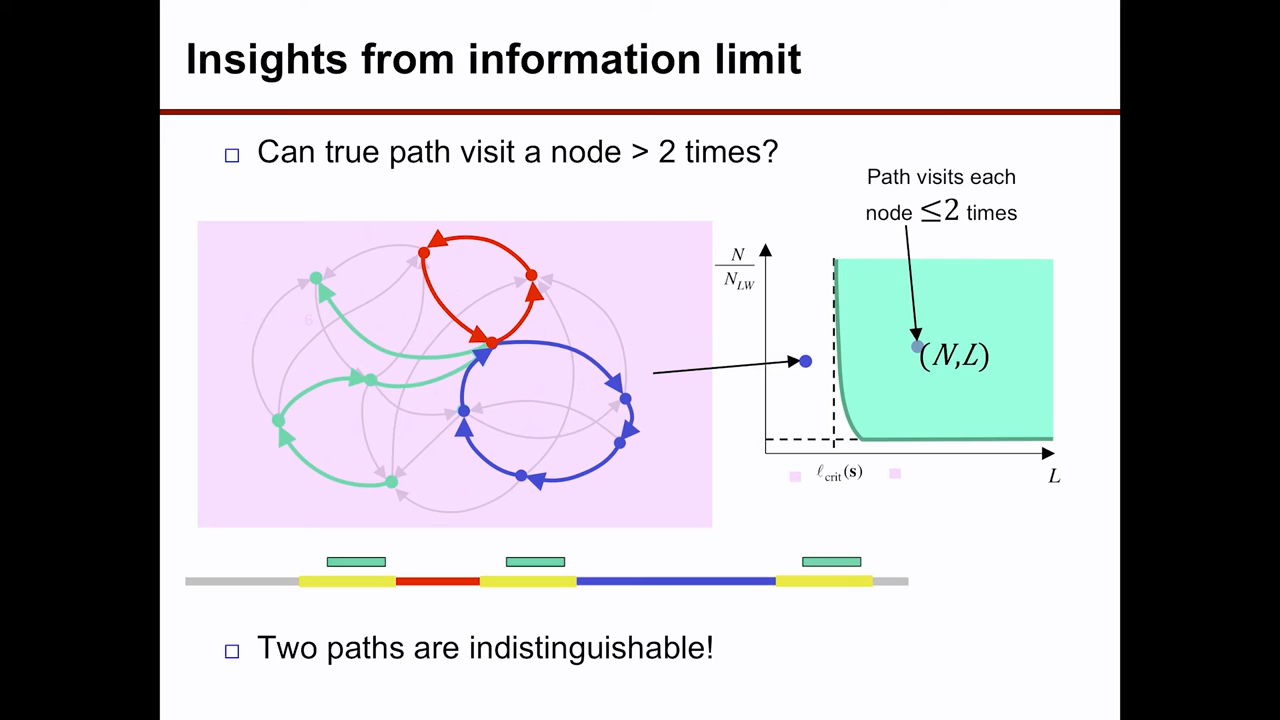 Insights from information limit
Can true path visit a node > 2 times?
Path visits each
node ≤2 times
N
N_LW
6
(N,L)
ℓ_crit(s)
L
Two paths are indistinguishable!